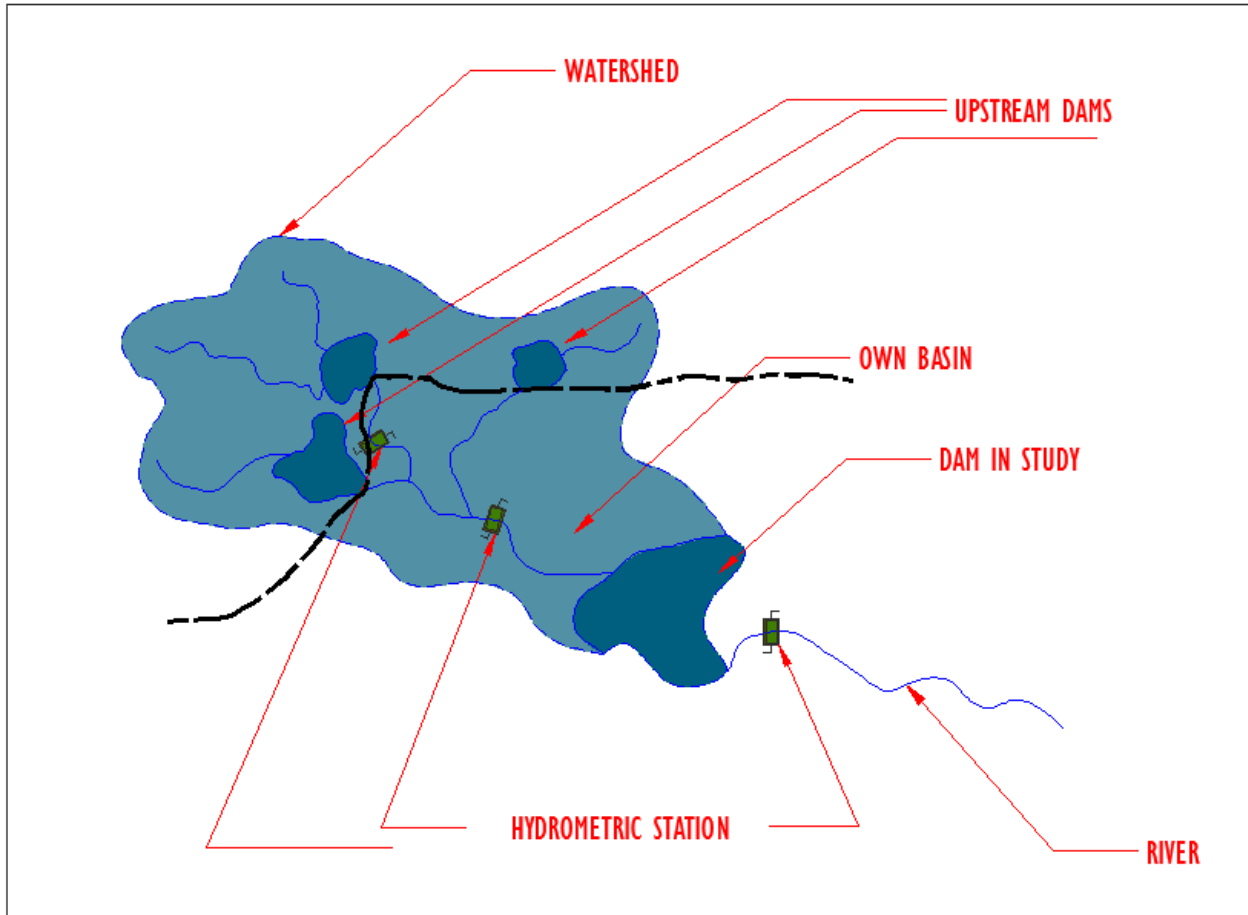 WATERSHED
UPSTREAM DAMS
OWN BASIN
DAM IN STUDY
HYDROMETRIC STATION
RIVER